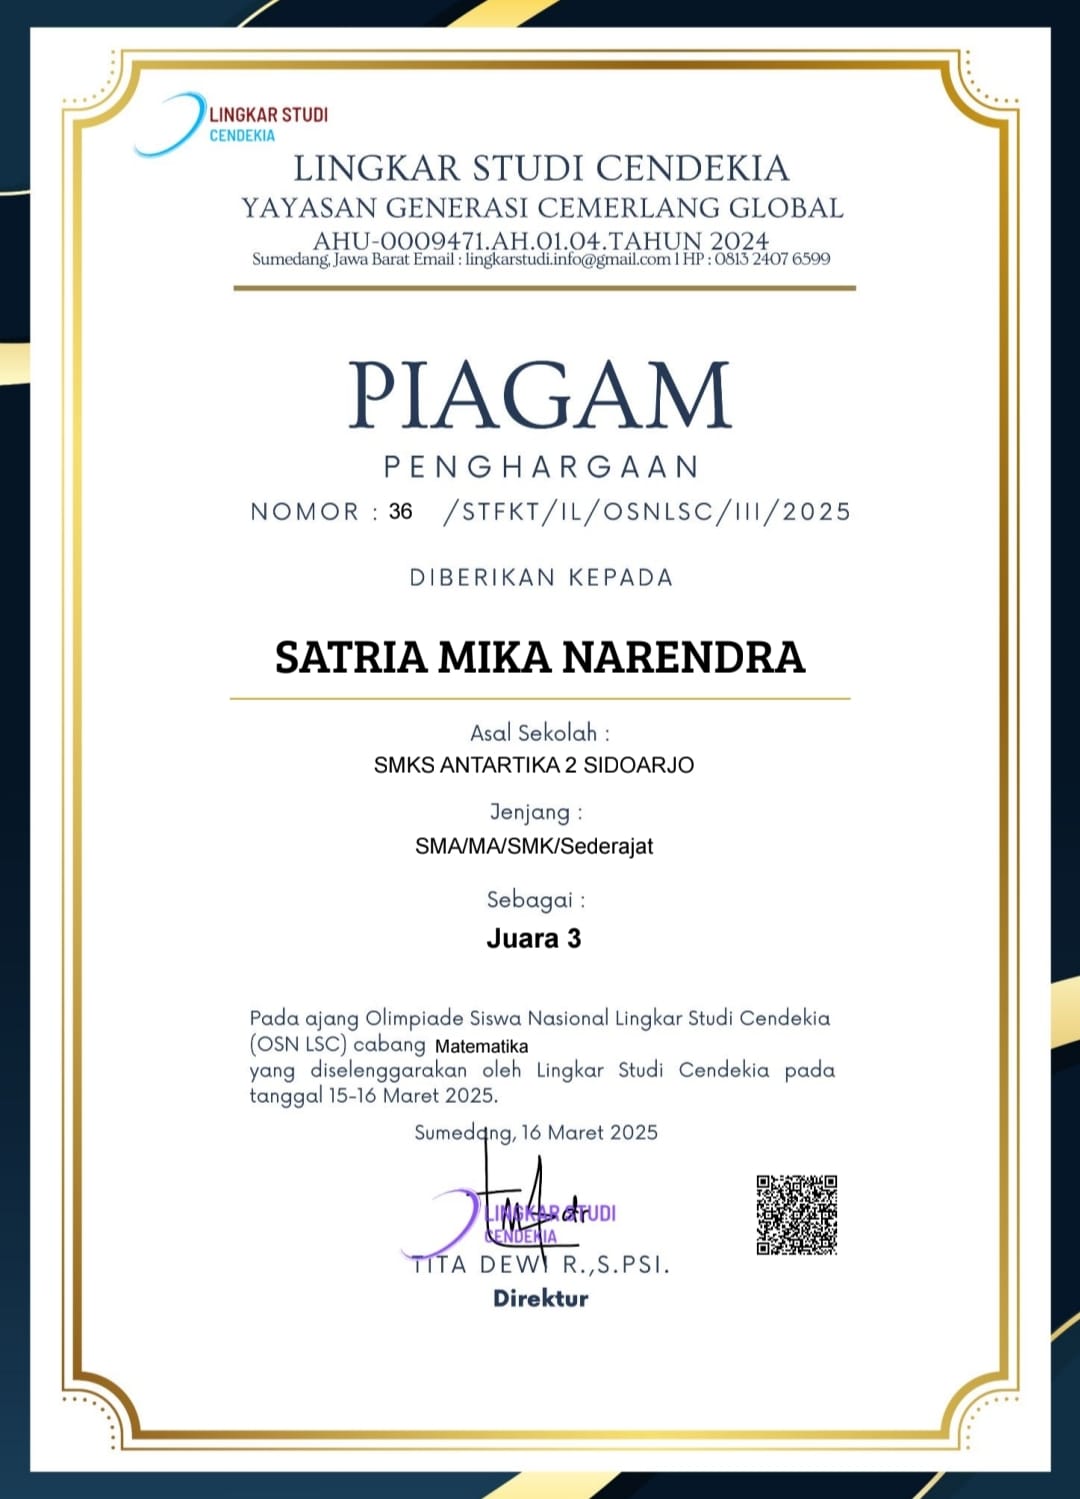 LINGKAR STUDI
CENDEKIA
LINGKAR STUDI CENDEKIA
YAYASAN GENERASI CEMERLANG GLOBAL
AHU-0009471.AH.01.04.TAHUN 2024
Sumedang, Jawa Barat Email : lingkarstudi.info@gmail.com I HP : 0813 2407 6599
PIAGAM
PENGHARGAAN
NOMOR : 36 /STFKT/IL/OSNLSC/III/2025
DIBERIKAN KEPADA
SATRIA MIKA NARENDRA
Asal Sekolah :
SMKS ANTARTIKA 2 SIDOARJO
Jenjang :
SMA/MA/SMK/Sederajat
Sebagai :
Juara 3
Pada ajang Olimpiade Siswa Nasional Lingkar Studi Cendekia
(OSN LSC) cabang Matematika
yang diselenggarakan oleh Lingkar Studi Cendekia pada
tanggal 15-16 Maret 2025.
Sumedang, 16 Maret 2025
LINGKAR STUDI
CENDEKIA
TITA DEWI R.,S.PSI.
Direktur